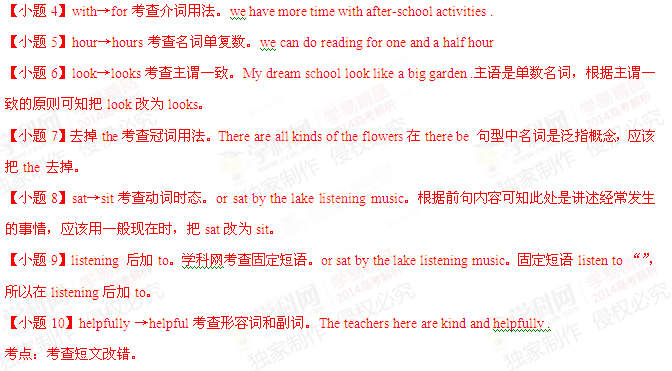 【小题 4】with→for 考查介词用法。we have more time with after-school activities .
【小题 5】hour→hours 考查名词单复数。we can do reading for one and a half hour
【小题 6】look→looks 考查主谓一致。My dream school look like a big garden .主语是单数名词，根据主谓一
致的原则可知把 look 改为 looks。
【小题 7】去掉 the 考查冠词用法。There are all kinds of the flowers 在 there be 句型中名词是泛指概念，应该
把 the 去掉。
【小题 8】sat→sit 考查动词时态。or sat by the lake listening music。根据前句内容可知此处是讲述经常发生
的事情，应该用一般现在时，把 sat 改为 sit。
【小题 9】listening 后加 to。学科网考查固定短语。or sat by the lake listening music。固定短语 listen to “”，
所以在 listening 后加 to。
【小题 10】helpfully →helpful 考查形容词和副词。The teachers here are kind and helpfully .
考点：考查短文改错。